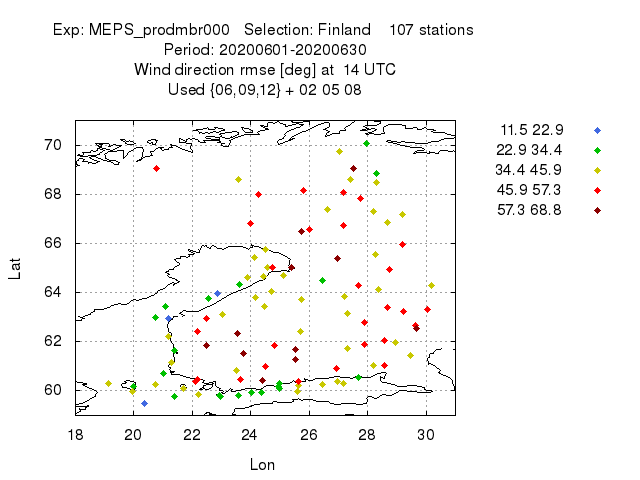 Exp: MEPS_prodmbr000 Selection: Finland 107 stations
Period: 20200601-20200630
Wind direction rmse [deg] at 14 UTC
Used {06,09,12} + 02 05 08
11.5 22.9
22.9 34.4
34.4 45.9
45.9 57.3
57.3 68.8
70
68
66
64
62
60
Lat
18 20 22 24 26 28 30
Lon